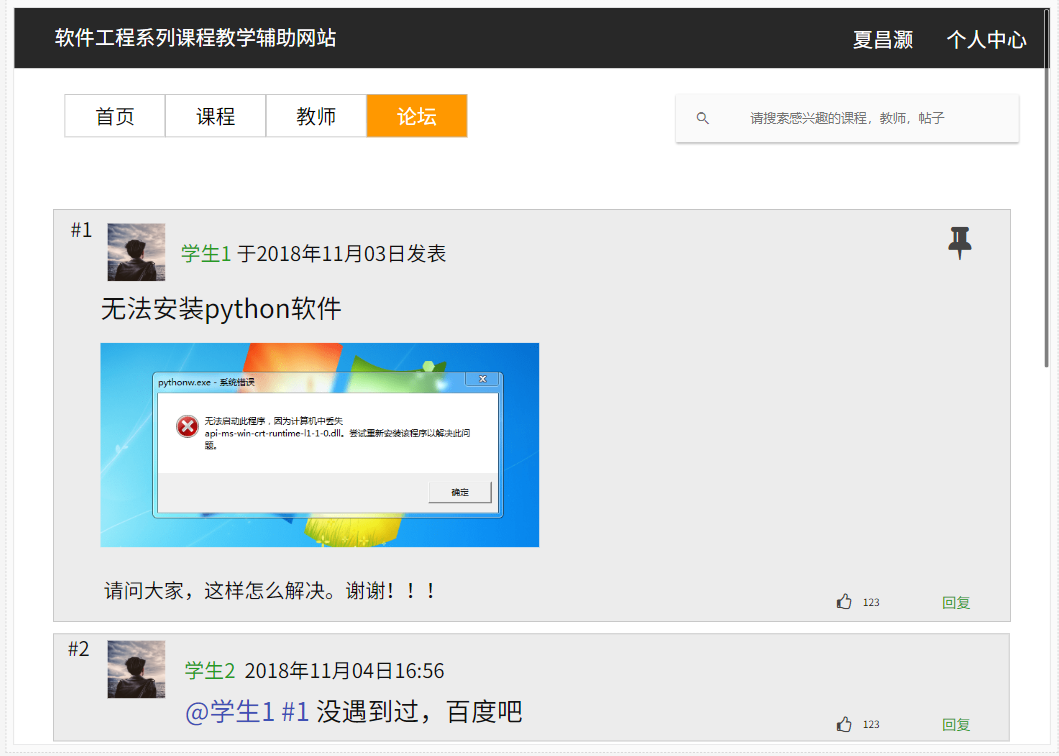 软件工程系列课程教学辅助网站
夏昌灏 个人中心
首页 课程 教师 论坛
请搜索感兴趣的课程，教师，帖子
#1
学生1 于2018年11月03日发表
无法安装python软件
pythonw.exe - 系统错误
无法启动此程序，因为计算机中丢失
api-ms-win-crt-runtime-l1-1-0.dll。尝试重新安装该程序以解决此问
题。
确定
请问大家，这样怎么解决。谢谢！！！
123 回复
#2
学生2 2018年11月04日16:56
@学生1 #1 没遇到过，百度吧
123 回复